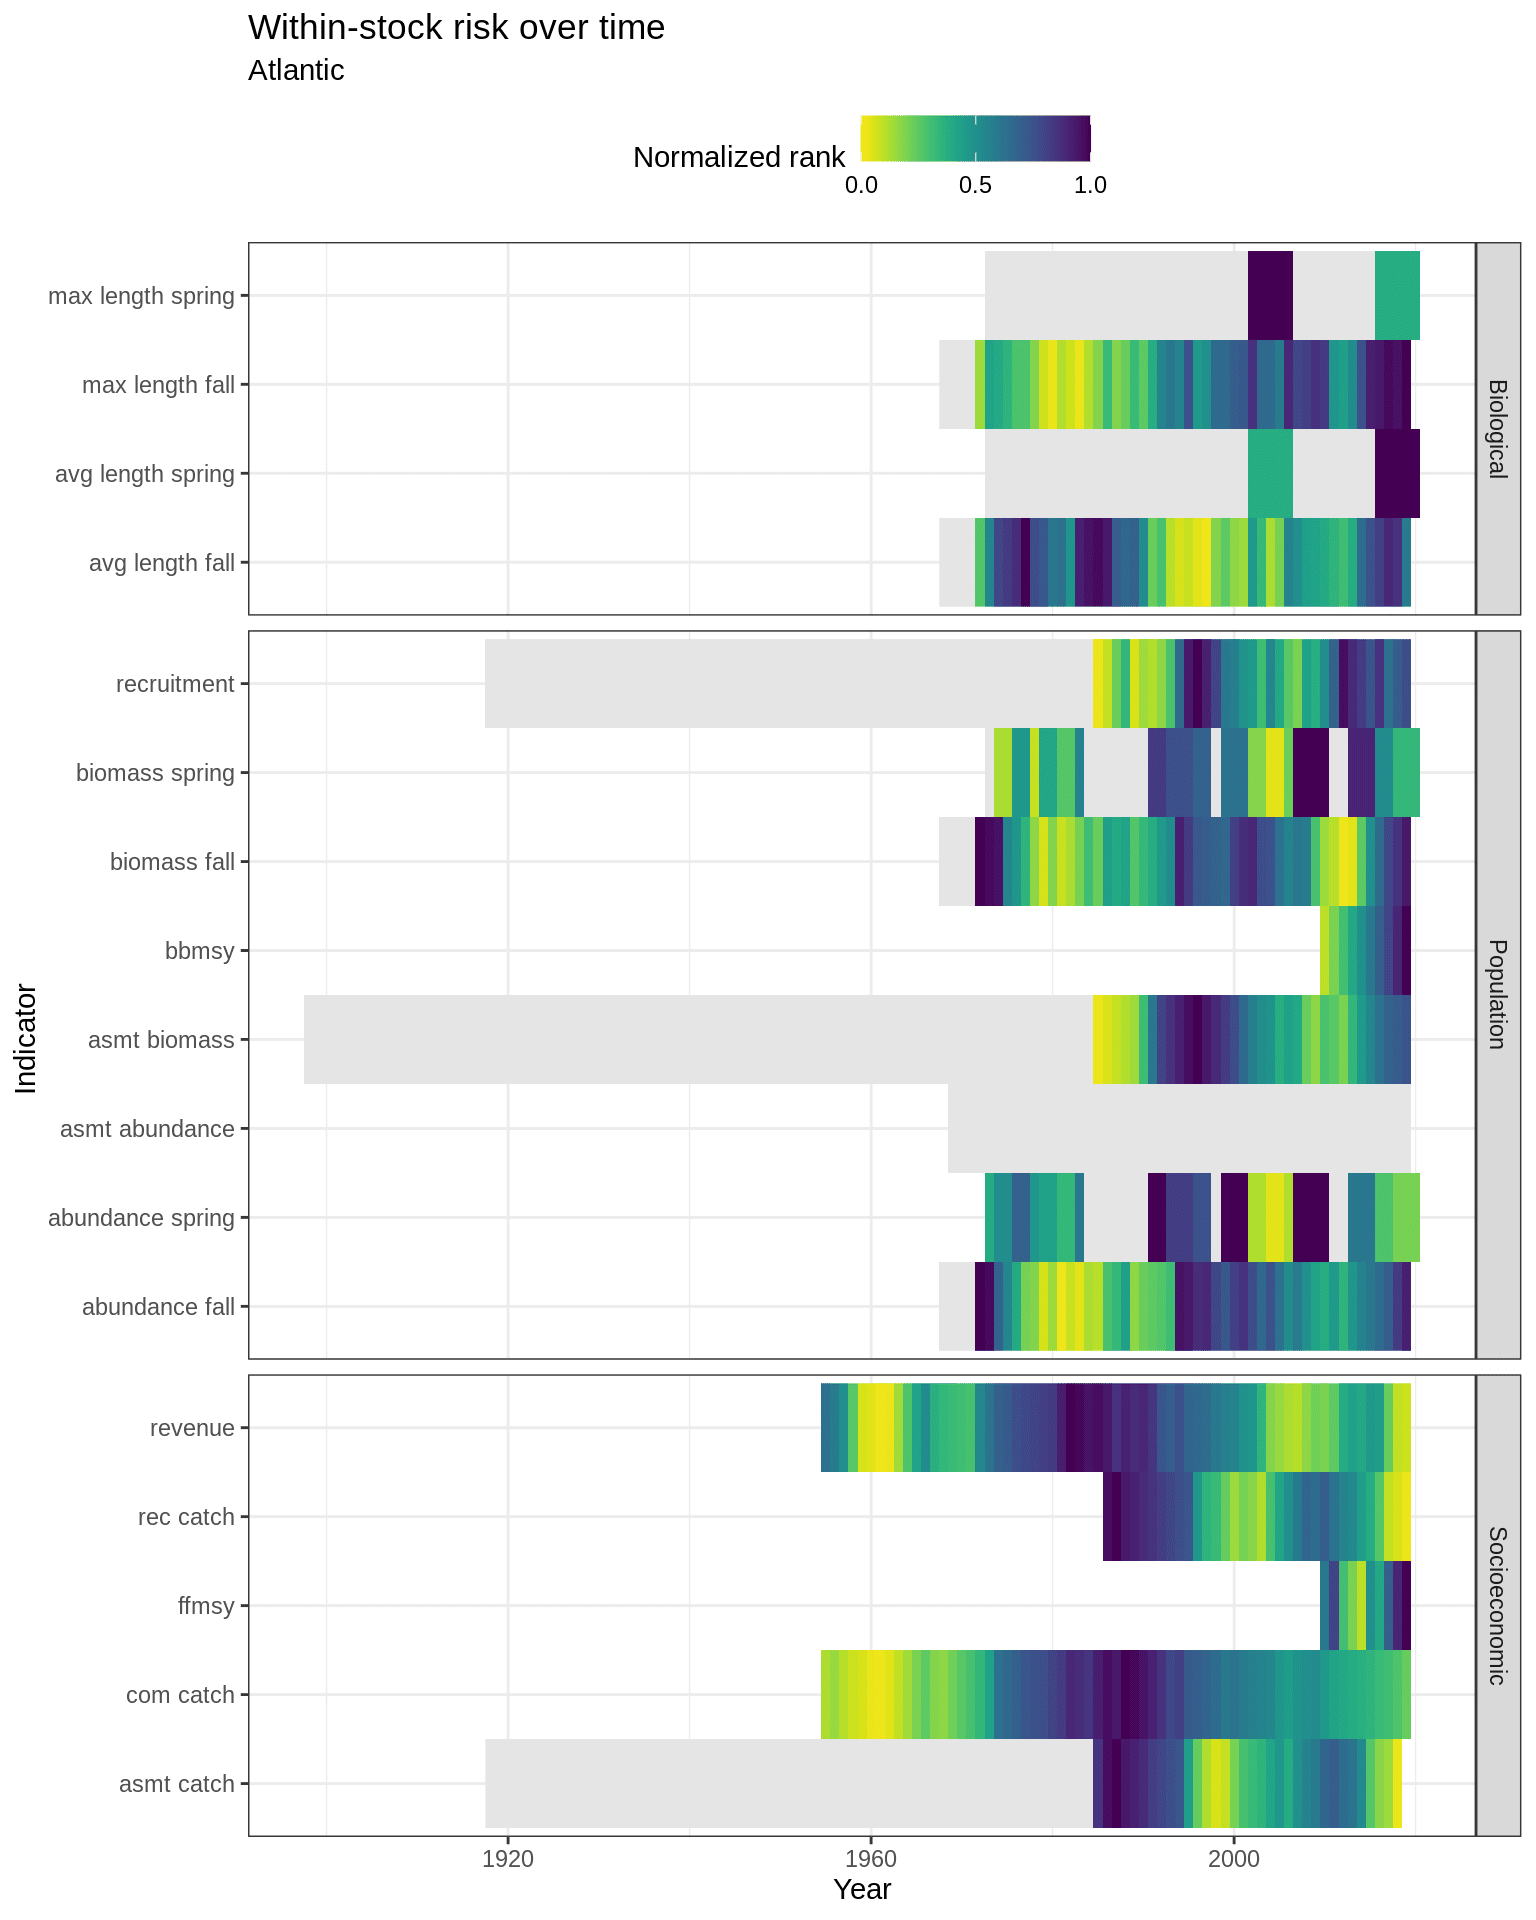 Within-stock risk over time
Atlantic
Normalized rank
0.0 0.5 1.0
max length spring
max length fall
avg length spring
avg length fall
Biological
recruitment
biomass spring
biomass fall
bbmsy
asmt biomass
asmt abundance
abundance spring
abundance fall
Population
Indicator
revenue
rec catch
ffmsy
com catch
asmt catch
Socioeconomic
1920 1960 2000
Year